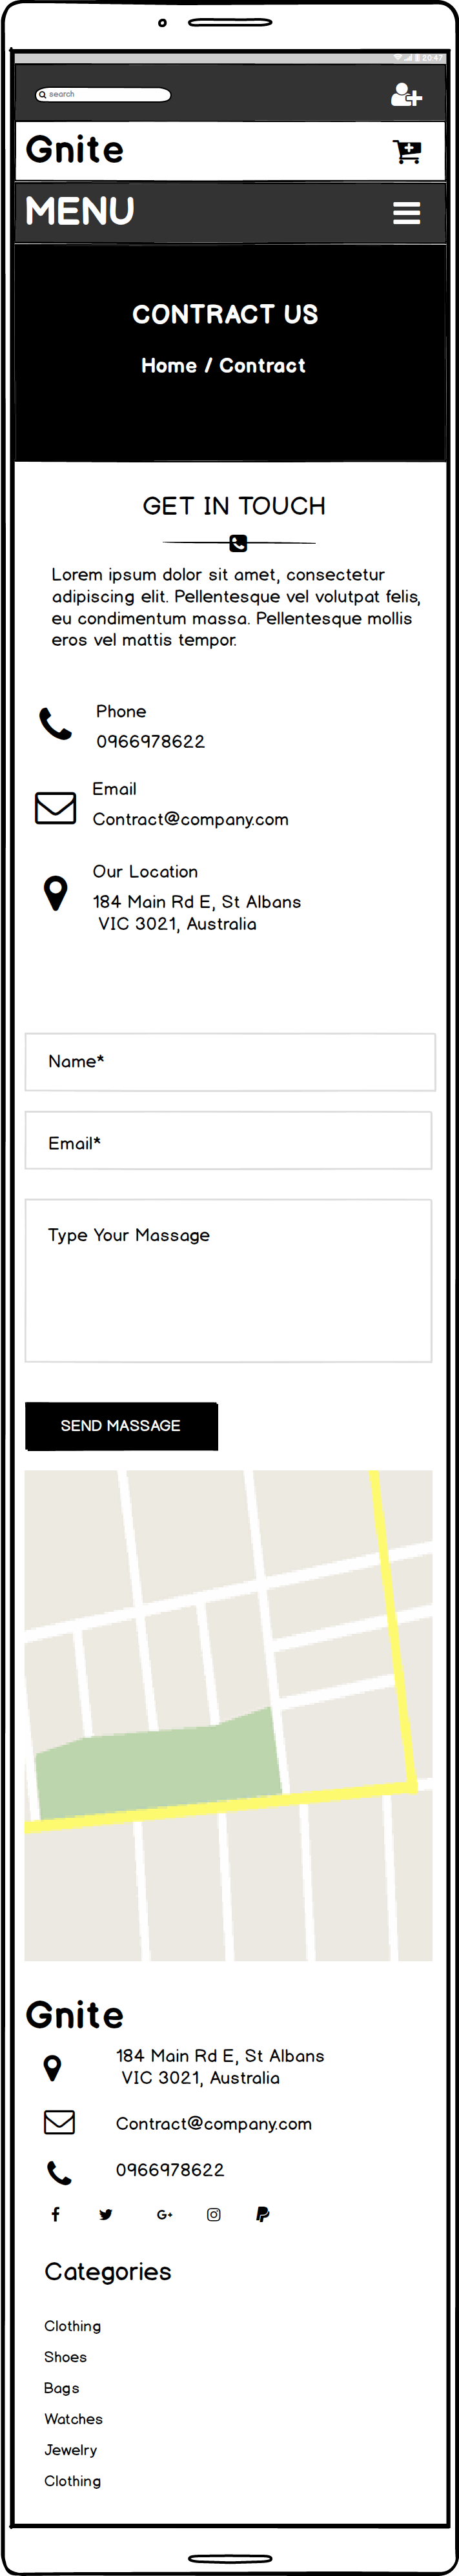 20:47
search
Gnite
MENU
CONTRACT US
Home / Contract
GET IN TOUCH
Lorem ipsum dolor sit amet, consectetur
adipiscing elit. Pellentesque vel volutpat felis,
eu condimentum massa. Pellentesque mollis
eros vel mattis tempor.
Phone
0966978622
Email
Contract@company.com
Our Location
184 Main Rd E, St Albans
VIC 3021, Australia
Name*
Email*
Type Your Massage
SEND MASSAGE
Gnite
184 Main Rd E, St Albans
VIC 3021, Australia
Contract@company.com
0966978622
Categories
Clothing
Shoes
Bags
Watches
Jewelry
Clothing